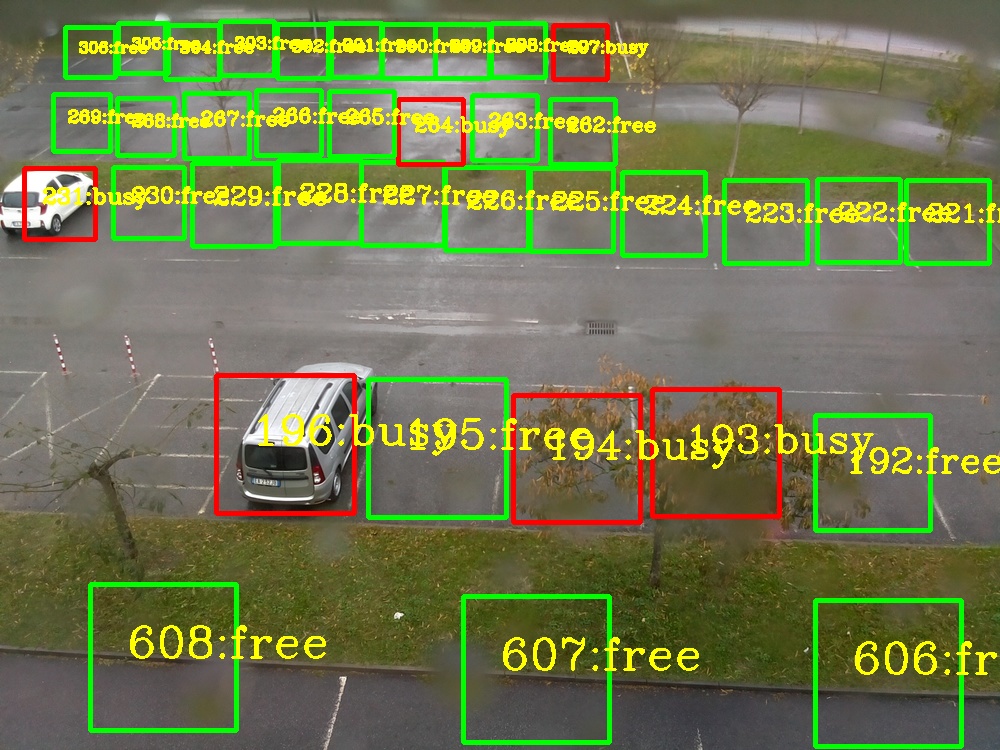 306:free 305:free 304:free 303:free 302:free 301:free 300:free 299:free 298:free 297:busy
269:free 268:free 267:free 266:free 265:free 264:busy 263:free 262:free
231:busy 230:free 229:free 228:free 227:free 226:free 225:free 224:free 223:free 222:free 221:f
196:busy 195:free 194:busy 193:busy 192:free
608:free 607:free 606:fr